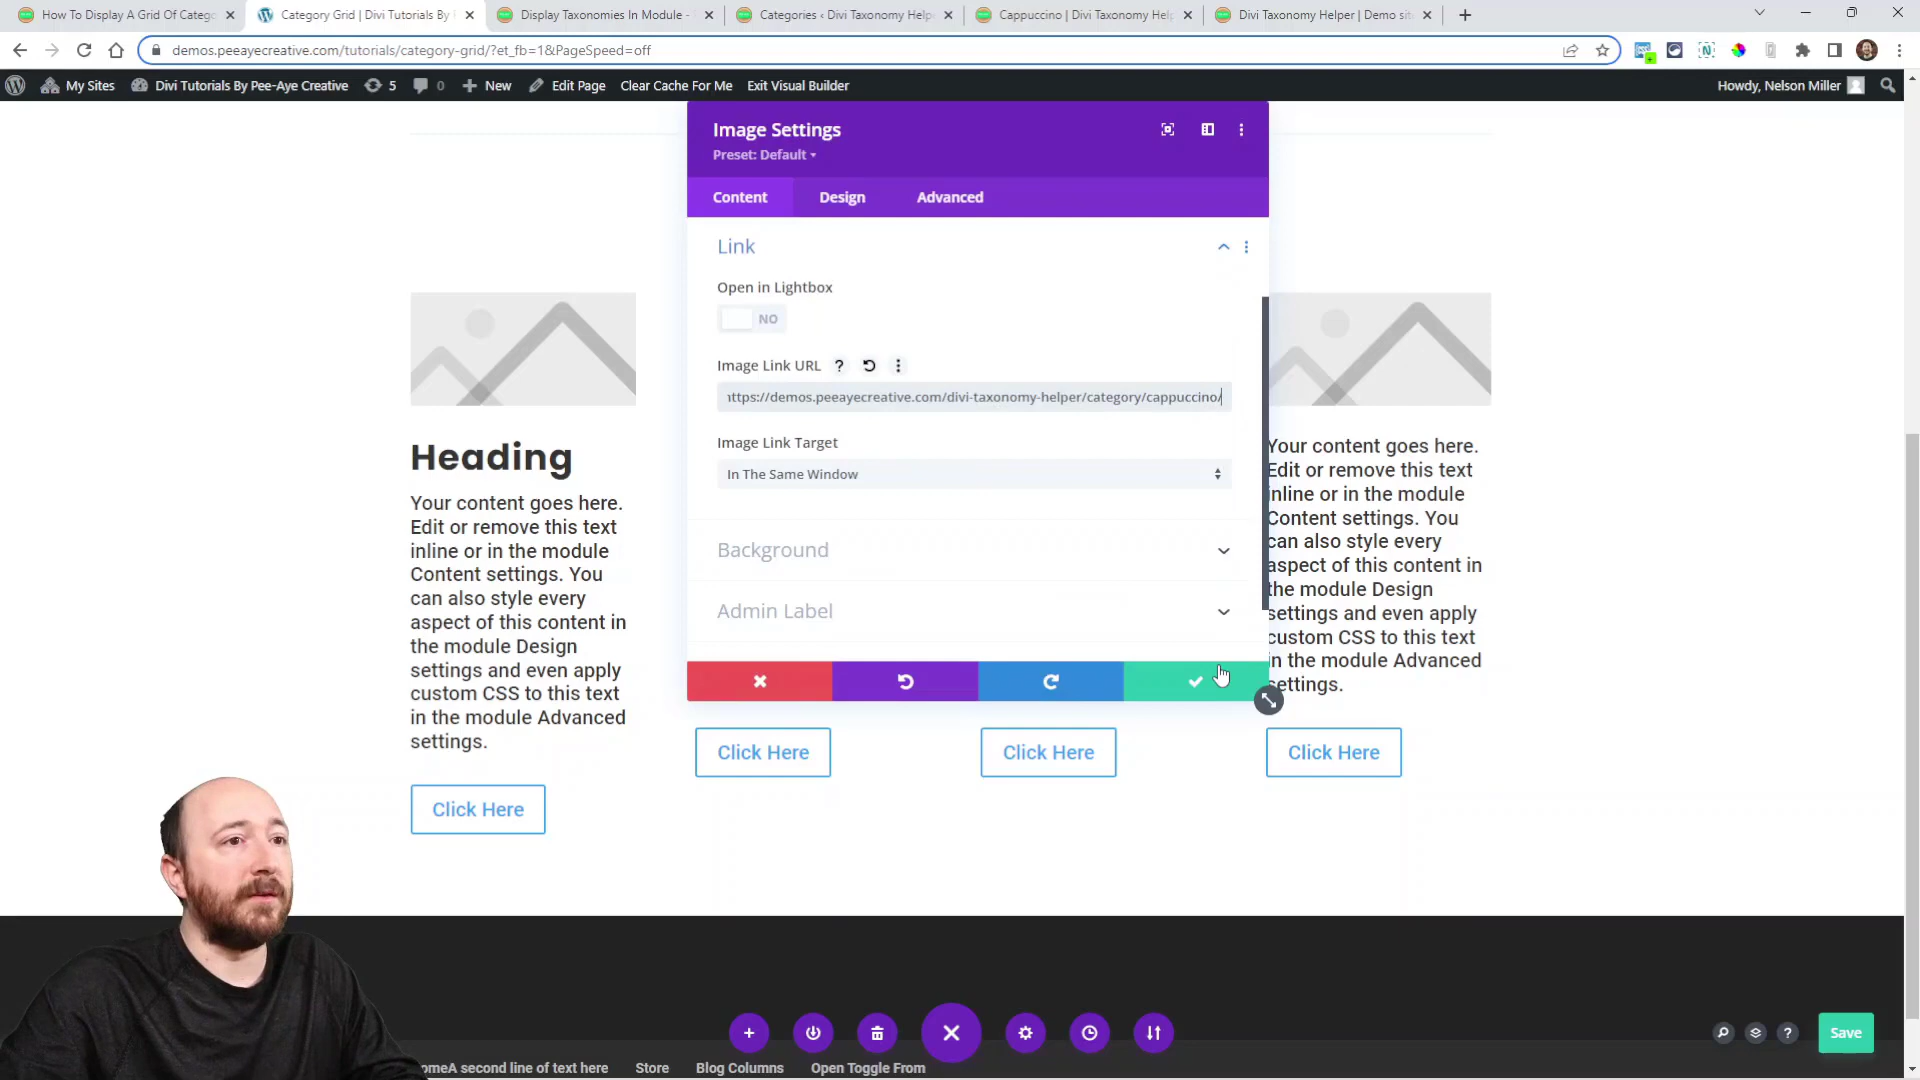 How To Display A Grid Of Catego
Category Grid | Divi Tutorials By P
Display Taxonomies In Module -
Categories ‹ Divi Taxonomy Help
Cappuccino | Divi Taxonomy Help
Divi Taxonomy Helper | Demo sit
demos.peeayecreative.com/tutorials/category-grid/?et_fb=1&PageSpeed=off
My Sites
Divi Tutorials By Pee-Aye Creative
5
0
New
Edit Page
Clear Cache For Me
Exit Visual Builder
Howdy, Nelson Miller
Image Settings
Preset: Default
Content
Design
Advanced
Link
Open in Lightbox
NO
Image Link URL
?
ttps://demos.peeayecreative.com/divi-taxonomy-helper/category/cappuccino/
Image Link Target
In The Same Window
Background
Admin Label
Heading
Your content goes here.
Edit or remove this text
inline or in the module
Content settings. You
can also style every
aspect of this content in
the module Design
settings and even apply
custom CSS to this text
in the module Advanced
settings.
Click Here
Click Here
Click Here
Your content goes here.
Edit or remove this text
inline or in the module
Content settings. You
can also style every
aspect of this content in
the module Design
settings and even apply
custom CSS to this text
in the module Advanced
settings.
Click Here
?
Save
omeA second line of text here
Store
Blog Columns
Open Toggle From